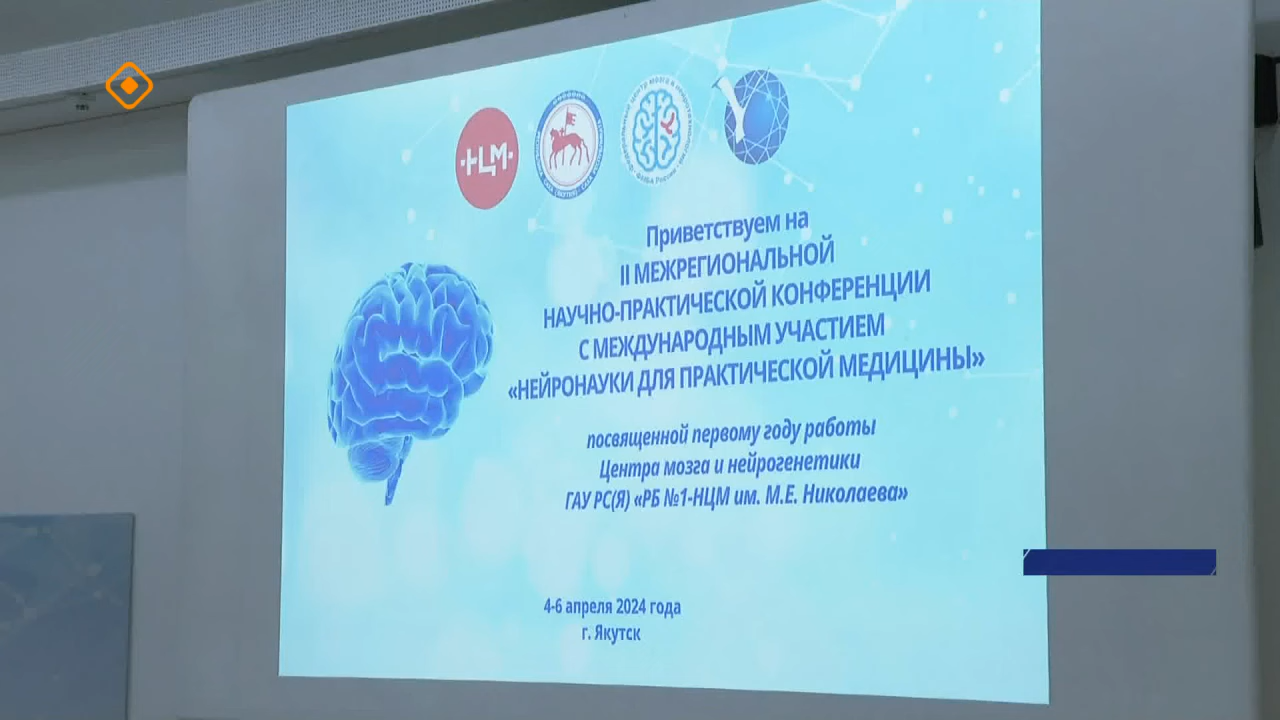 ·НЦМ·
Приветствуем на
II МЕЖРЕГИОНАЛЬНОЙ
НАУЧНО-ПРАКТИЧЕСКОЙ КОНФЕРЕНЦИИ
С МЕЖДУНАРОДНЫМ УЧАСТИЕМ
«НЕЙРОНАУКИ ДЛЯ ПРАКТИЧЕСКОЙ МЕДИЦИНЫ»
посвященной первому году работы
Центра мозга и нейрогенетики
ГАУ РС(Я) «РБ №1-НЦМ им. М.Е. Николаева»
4-6 апреля 2024 года
г. Якутск